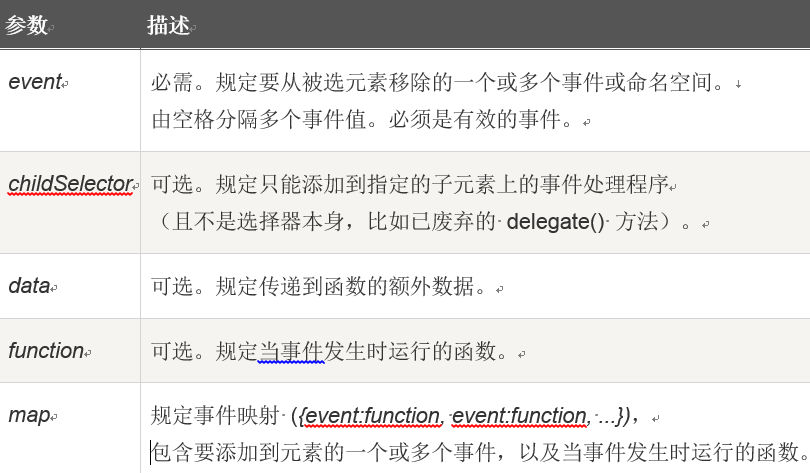 参数 描述
event 必需。规定要从被选元素移除的一个或多个事件或命名空间。
由空格分隔多个事件值。必须是有效的事件。
childSelector 可选。规定只能添加到指定的子元素上的事件处理程序
（且不是选择器本身，比如已废弃的 delegate() 方法）。
data 可选。规定传递到函数的额外数据。
function 可选。规定当事件发生时运行的函数。
map 规定事件映射 ({event:function, event:function, ...})，
包含要添加到元素的一个或多个事件，以及当事件发生时运行的函数。